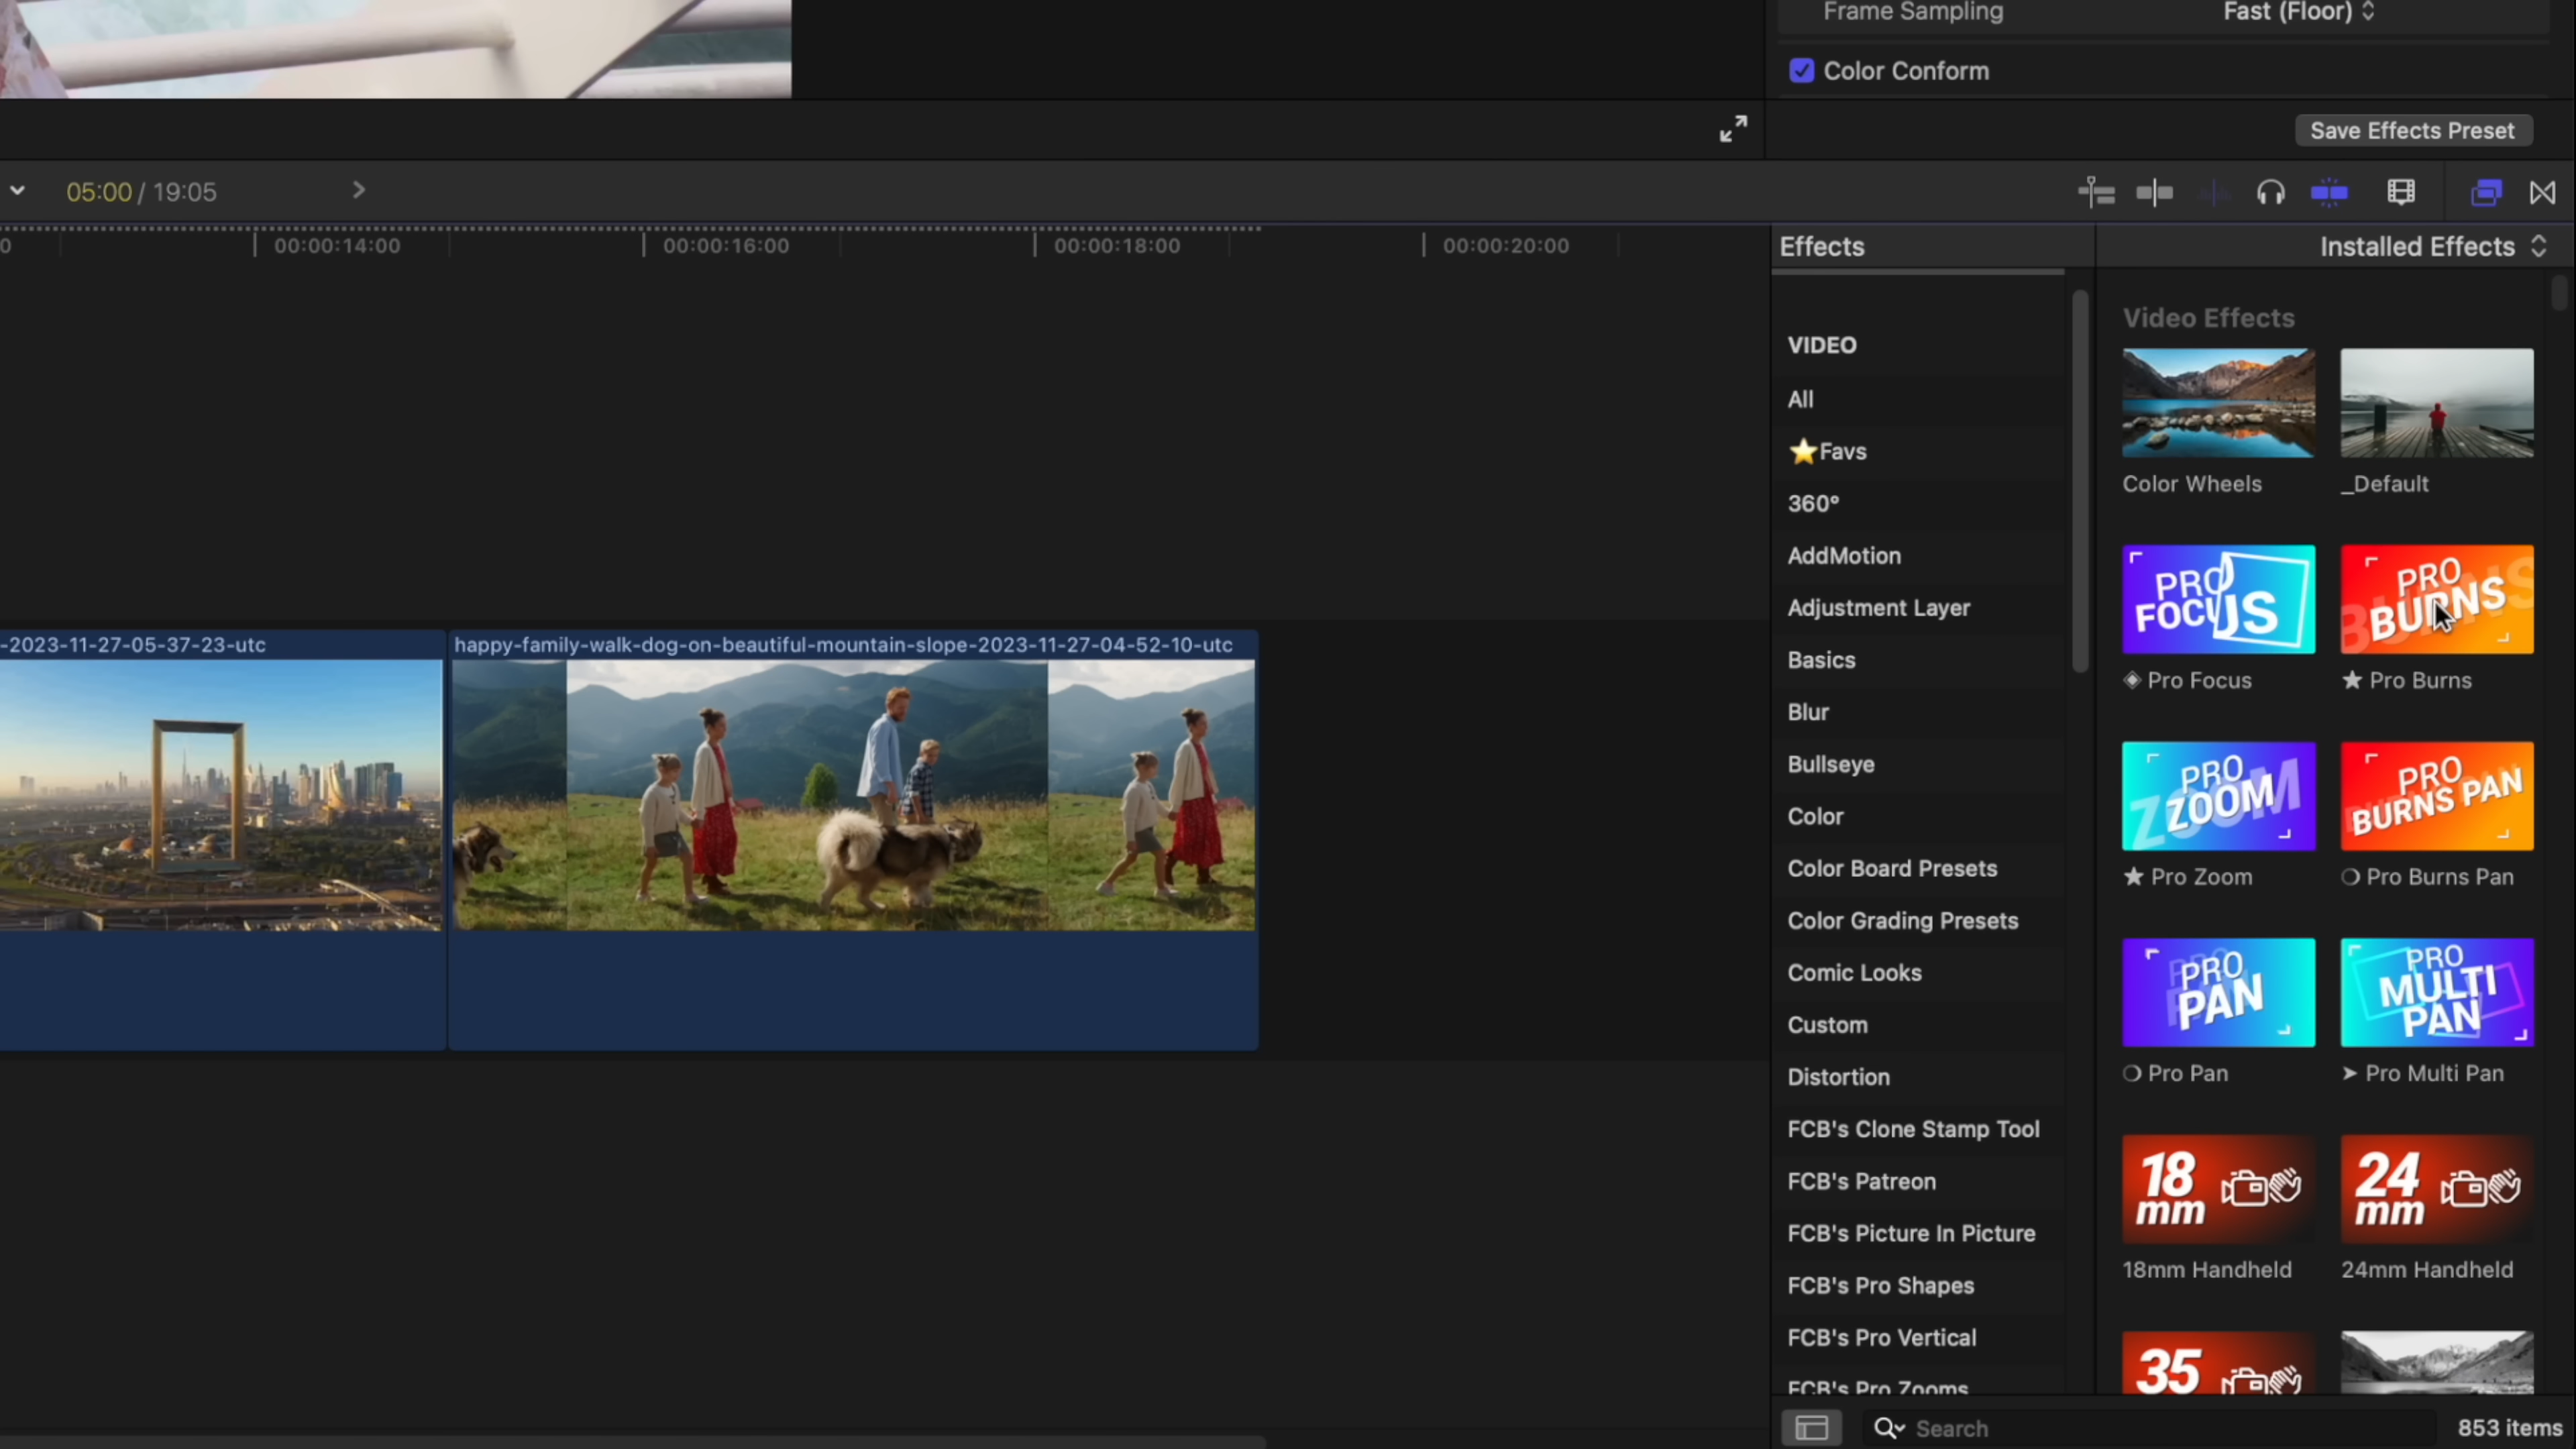 Frame Sampling
Fast (Floor)
Color Conform
Save Effects Preset
05:00 / 19:05
0
00:00:14:00
00:00:16:00
00:00:18:00
00:00:20:00
Effects
Installed Effects
VIDEO
All
⭐Favs
360°
AddMotion
Adjustment Layer
Basics
Blur
Bullseye
Color
Color Board Presets
Color Grading Presets
Comic Looks
Custom
Distortion
FCB's Clone Stamp Tool
FCB's Patreon
FCB's Picture In Picture
FCB's Pro Shapes
FCB's Pro Vertical
FCB's Pro Zooms
Video Effects
Color Wheels
_Default
PRO
FOCUS
PRO
BURNS
◈ Pro Focus
★ Pro Burns
PRO
ZOOM
PRO
BURNS PAN
★ Pro Zoom
❍ Pro Burns Pan
PRO
PAN
PRO
MULTI
PAN
❍ Pro Pan
➤ Pro Multi Pan
18
mm
24
mm
18mm Handheld
24mm Handheld
35
-2023-11-27-05-37-23-utc
happy-family-walk-dog-on-beautiful-mountain-slope-2023-11-27-04-52-10-utc
Search
853 items